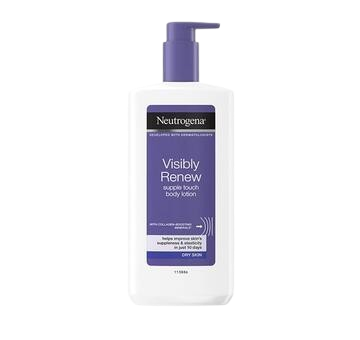 Neutrogena®
DEVELOPED WITH DERMATOLOGISTS
Visibly
Renew
supple touch
body lotion
WITH COLLAGEN-BOOSTING
MINERALS*
helps improve skin's
suppleness & elasticity
in just 10 days
DRY SKIN